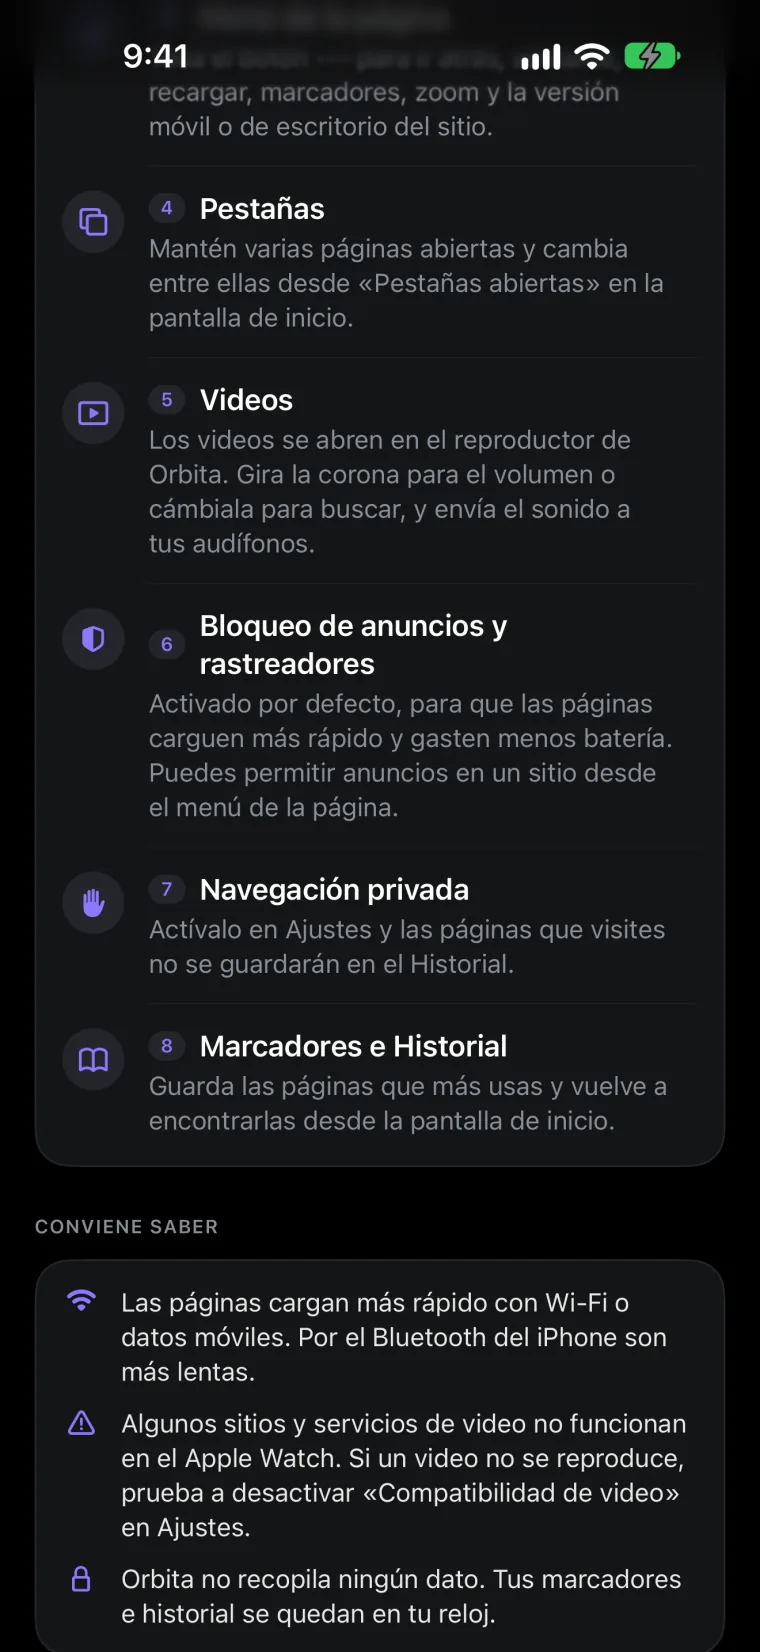 9:41
recargar, marcadores, zoom y la versión
móvil o de escritorio del sitio.
4 Pestañas
Mantén varias páginas abiertas y cambia
entre ellas desde «Pestañas abiertas» en la
pantalla de inicio.
5 Videos
Los videos se abren en el reproductor de
Orbita. Gira la corona para el volumen o
cámbiala para buscar, y envía el sonido a
tus audífonos.
6 Bloqueo de anuncios y
rastreadores
Activado por defecto, para que las páginas
carguen más rápido y gasten menos batería.
Puedes permitir anuncios en un sitio desde
el menú de la página.
7 Navegación privada
Actívalo en Ajustes y las páginas que visites
no se guardarán en el Historial.
8 Marcadores e Historial
Guarda las páginas que más usas y vuelve a
encontrarlas desde la pantalla de inicio.
CONVIENE SABER
Las páginas cargan más rápido con Wi-Fi o
datos móviles. Por el Bluetooth del iPhone son
más lentas.
Algunos sitios y servicios de video no funcionan
en el Apple Watch. Si un video no se reproduce,
prueba a desactivar «Compatibilidad de video»
en Ajustes.
Orbita no recopila ningún dato. Tus marcadores
e historial se quedan en tu reloj.